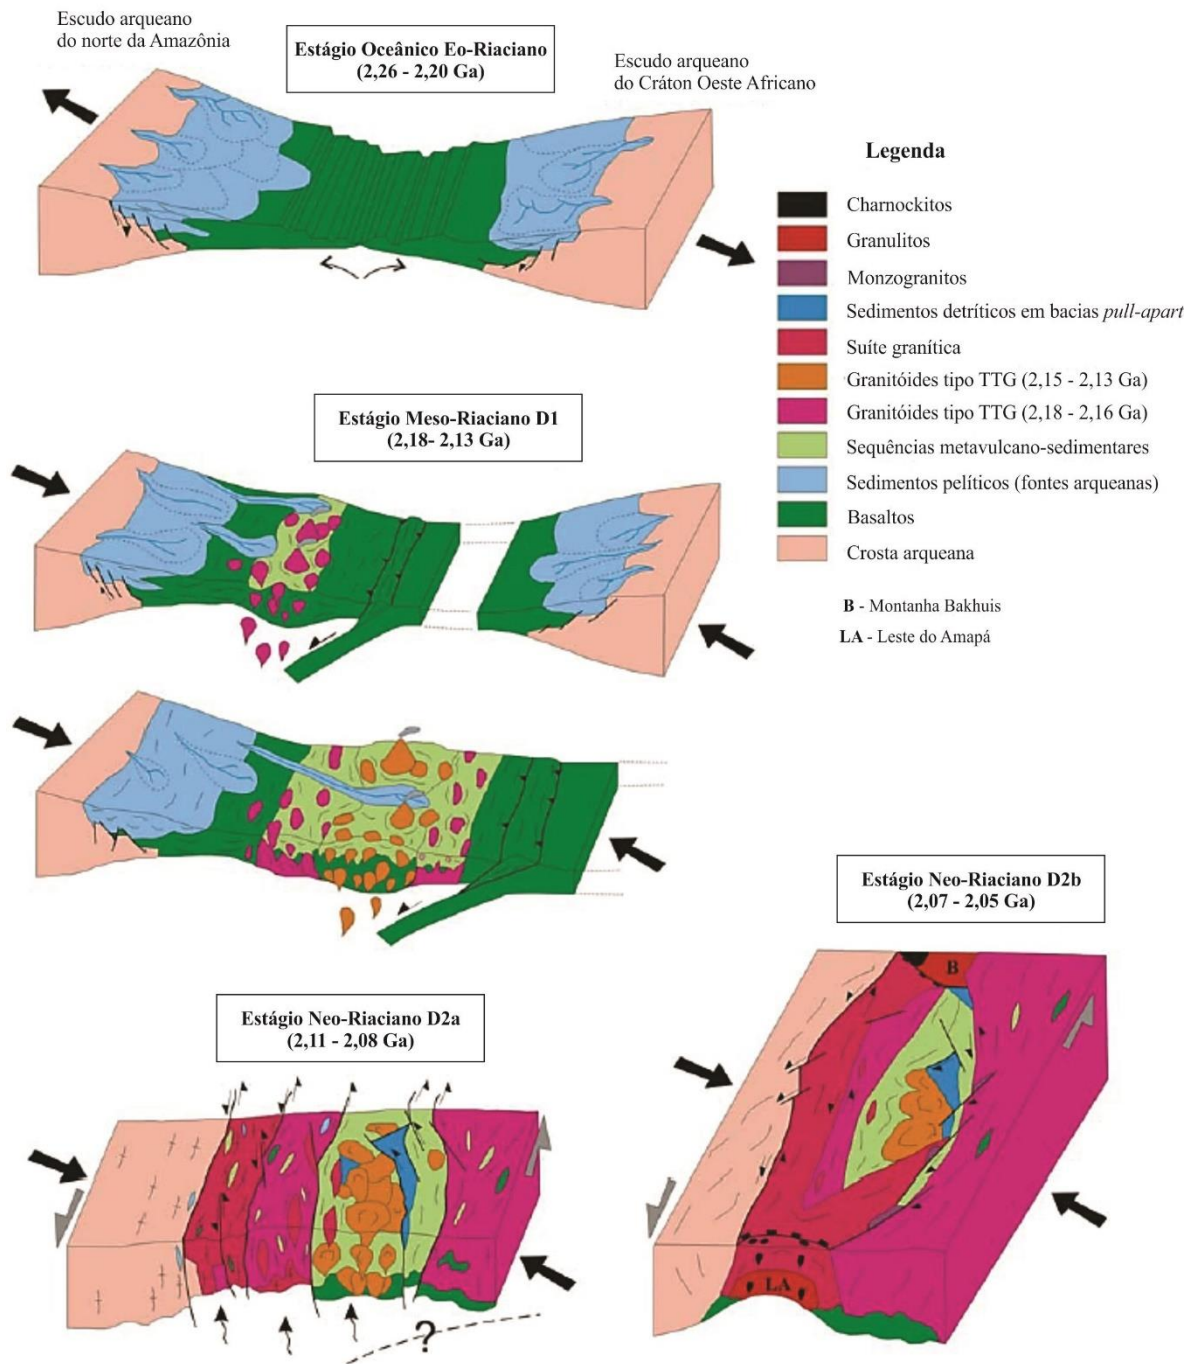 Escudo arqueano
do norte da Amazônia
Estágio Oceânico Eo-Riaciano
(2,26 - 2,20 Ga)
Escudo arqueano
do Cráton Oeste Africano
Legenda
Charnockitos
Granulitos
Monzogranitos
Sedimentos detríticos em bacias pull-apart
Suíte granítica
Granitóides tipo TTG (2,15 - 2,13 Ga)
Granitóides tipo TTG (2,18 - 2,16 Ga)
Sequências metavulcano-sedimentares
Sedimentos pelíticos (fontes arqueanas)
Basaltos
Crosta arqueana
B - Montanha Bakhuis
LA - Leste do Amapá
Estágio Meso-Riaciano D1
(2,18- 2,13 Ga)
Estágio Neo-Riaciano D2a
(2,11 - 2,08 Ga)
?
Estágio Neo-Riaciano D2b
(2,07 - 2,05 Ga)
B
LA